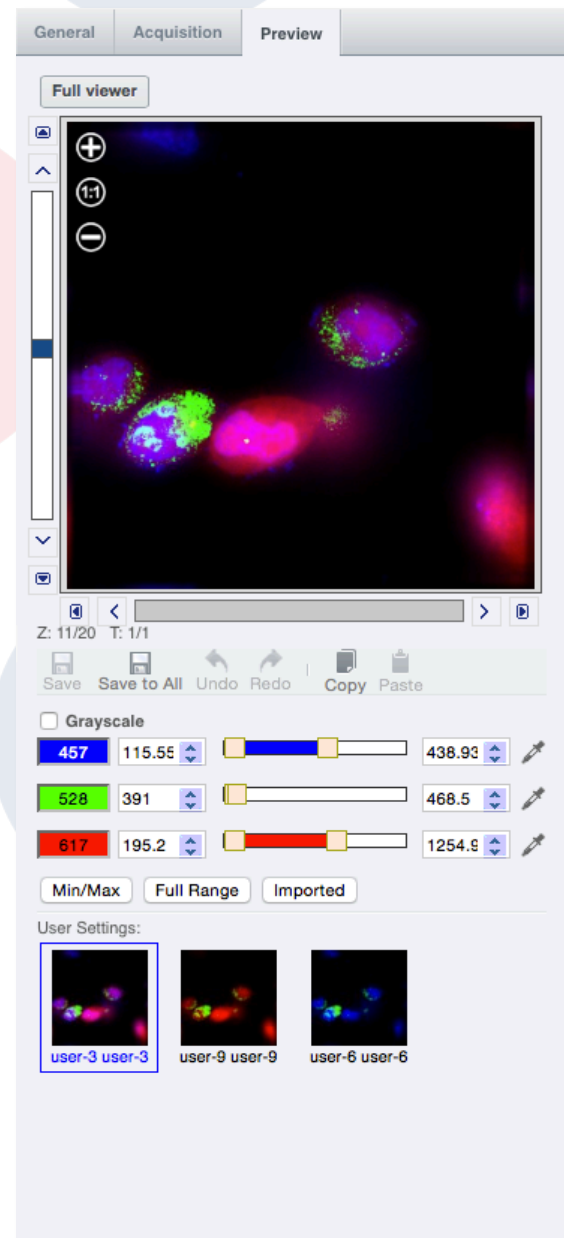 General Acquisition Preview
Full viewer
1:1
Z: 11/20 T: 1/1
Save Save to All Undo Redo Copy Paste
Grayscale
457 115.55 438.93
528 391 468.5
617 195.2 1254.9
Min/Max Full Range Imported
User Settings:
user-3 user-3 user-9 user-9 user-6 user-6